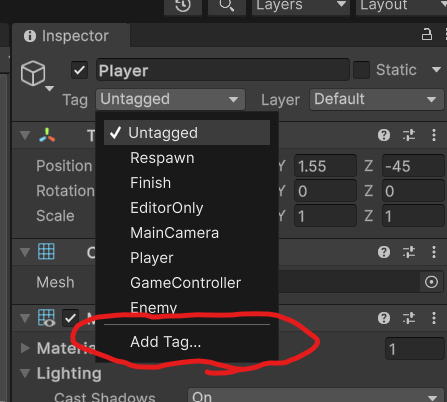 Layers Layout
Inspector
Player Static
Tag Untagged Layer Default
Untagged
Respawn
Finish
EditorOnly
MainCamera
Player
GameController
Enemy
Add Tag...
T
Position Y 1.55 Z -45
Rotation Y 0 Z 0
Scale Y 1 Z 1
Mesh
Materia 1
Lighting
Cast Shadows On